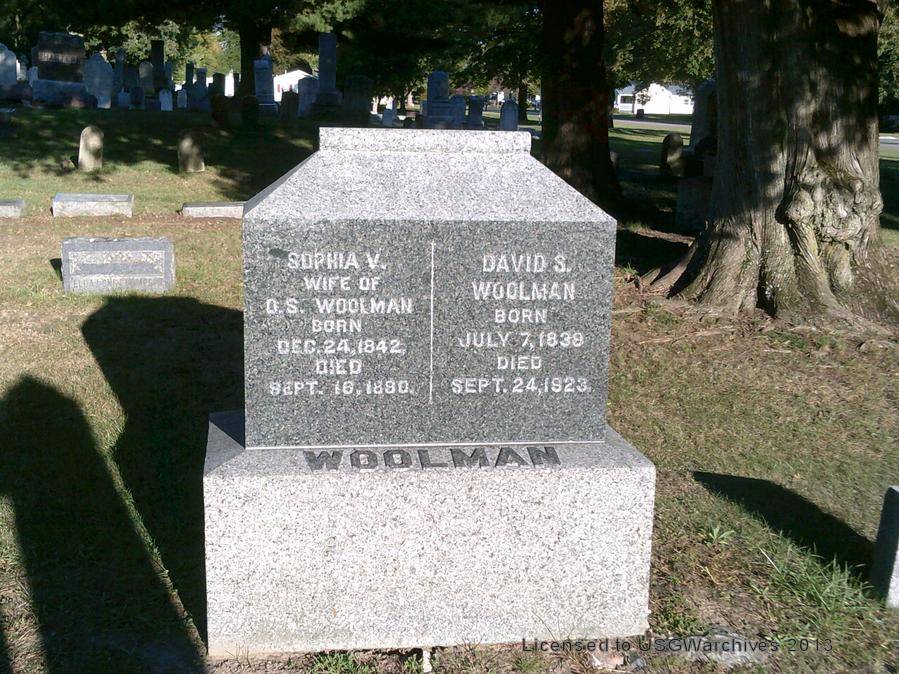 SOPHIA V.
WIFE OF
D.S. WOOLMAN
BORN
DEC. 24, 1842,
DIED
SEPT. 16, 1880.
DAVID S.
WOOLMAN
BORN
JULY 7, 1839
DIED
SEPT. 24, 1923.
WOOLMAN
Licensed to USGWarchives 2013